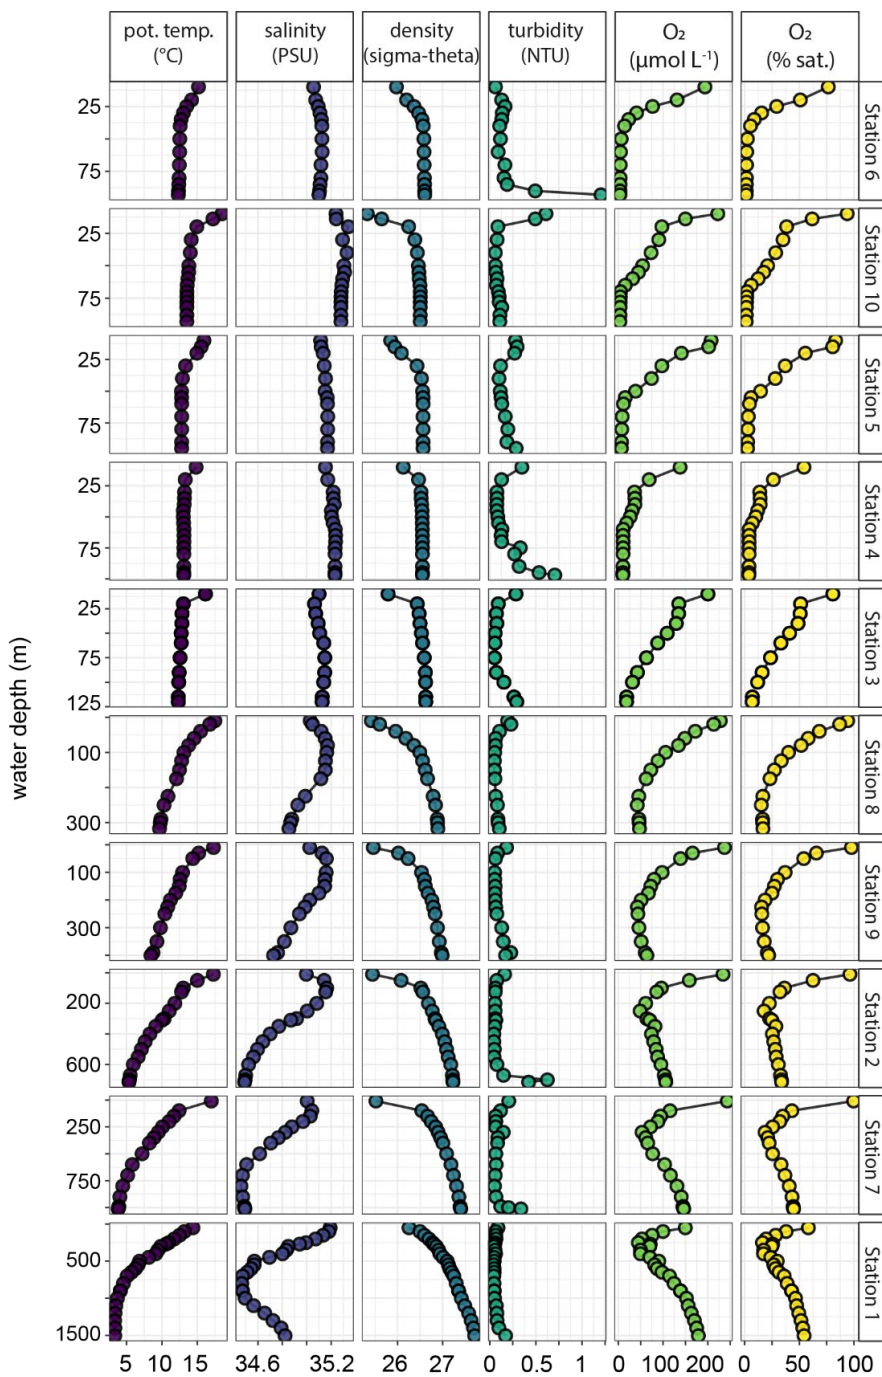 pot. temp. (°C)
salinity (PSU)
density (sigma-theta)
turbidity (NTU)
O₂ (µmol L⁻¹)
O₂ (% sat.)
water depth (m)
25
75
Station 6
25
75
Station 10
25
75
Station 5
25
75
Station 4
25
75
125
Station 3
100
300
Station 8
100
300
Station 9
200
600
Station 2
250
750
Station 7
500
1500
Station 1
5 10 15
34.6 35.2
26 27
0 0.5 1
0 100 200
0 50 100